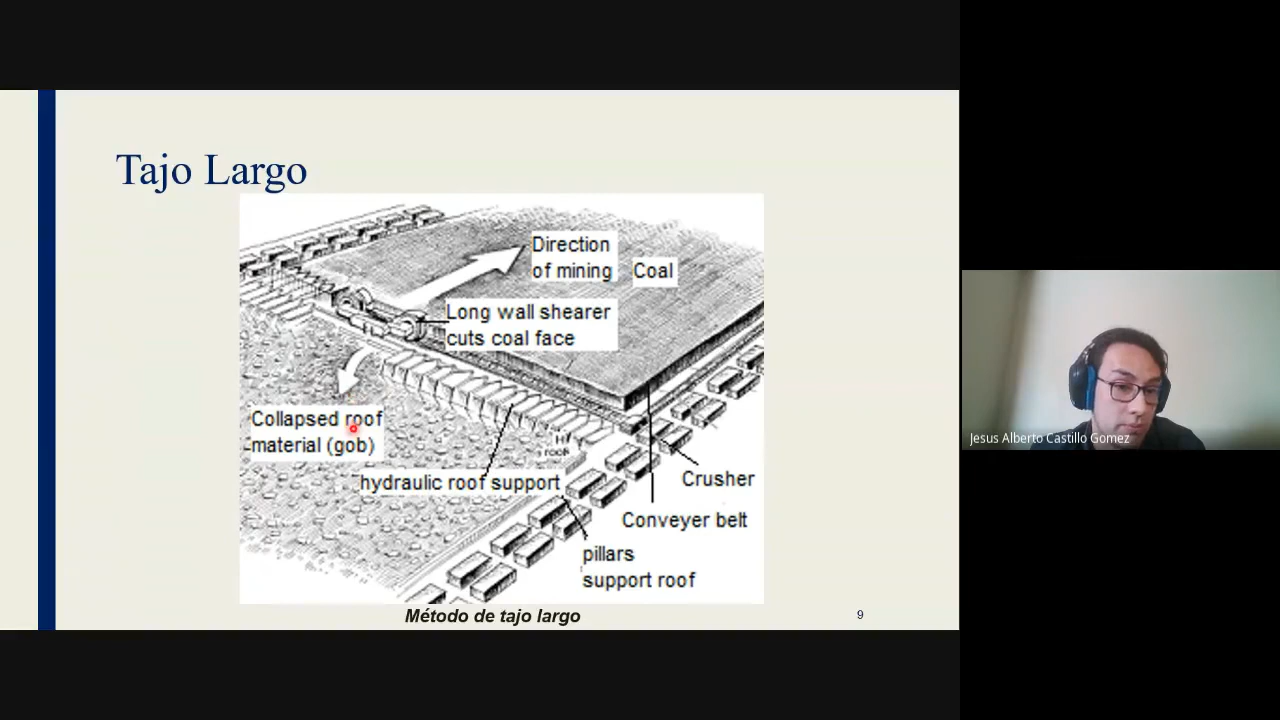 Tajo Largo
Direction
of mining
Coal
Long wall shearer
cuts coal face
Collapsed roof
material (gob)
hydraulic roof support
Crusher
Conveyer belt
pillars
support roof
Método de tajo largo
9
Jesus Alberto Castillo Gomez